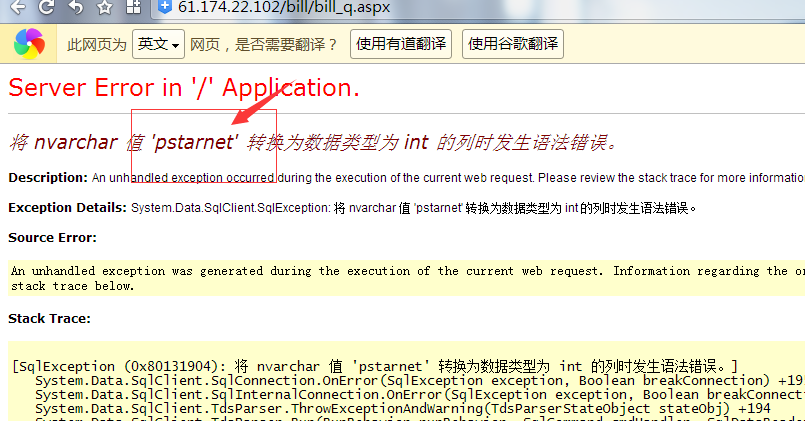 61.174.22.102/bill/bill_q.aspx
此网页为 英文 网页，是否需要翻译？ 使用有道翻译 使用谷歌翻译
Server Error in '/' Application.
将 nvarchar 值 'pstarnet' 转换为数据类型为 int 的列时发生语法错误。
Description: An unhandled exception occurred during the execution of the current web request. Please review the stack trace for more informatio
Exception Details: System.Data.SqlClient.SqlException: 将 nvarchar 值 'pstarnet' 转换为数据类型为 int 的列时发生语法错误。
Source Error:
An unhandled exception was generated during the execution of the current web request. Information regarding the or
stack trace below.
Stack Trace:
[SqlException (0x80131904): 将 nvarchar 值 'pstarnet' 转换为数据类型为 int 的列时发生语法错误。]
System.Data.SqlClient.SqlConnection.OnError(SqlException exception, Boolean breakConnection) +19
System.Data.SqlClient.SqlInternalConnection.OnError(SqlException exception, Boolean breakConnect
System.Data.SqlClient.TdsParser.ThrowExceptionAndWarning(TdsParserStateObject stateObj) +194